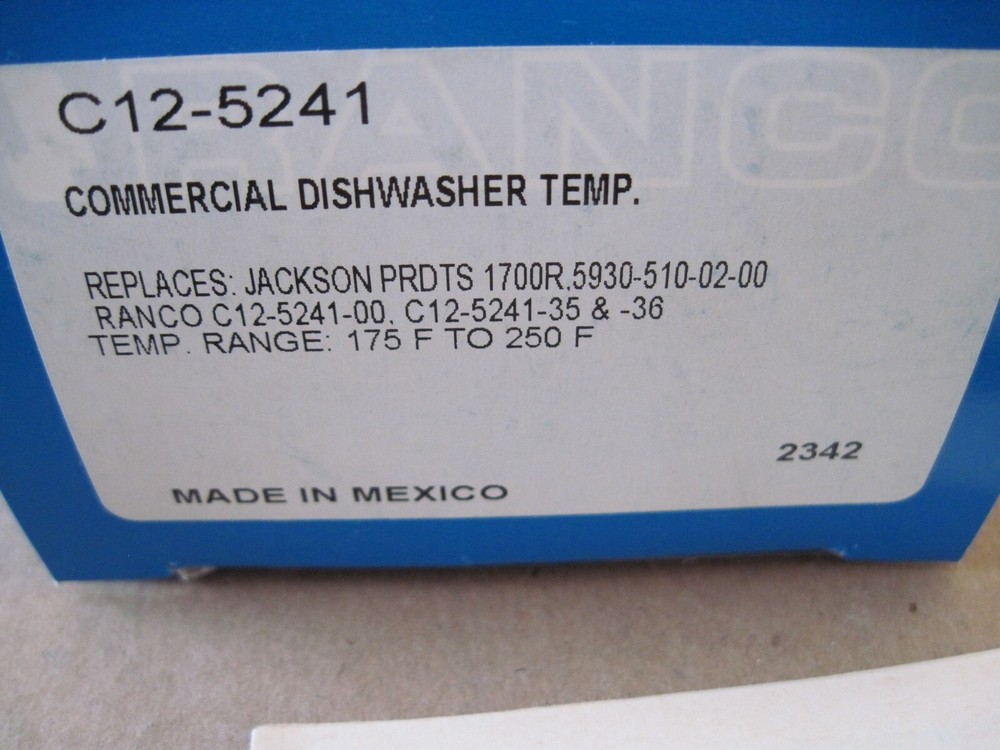 RANCO
C12-5241
COMMERCIAL DISHWASHER TEMP.
REPLACES: JACKSON PRDTS 1700R,5930-510-02-00
RANCO C12-5241-00, C12-5241-35 & -36
TEMP. RANGE: 175 F TO 250 F
2342
MADE IN MEXICO